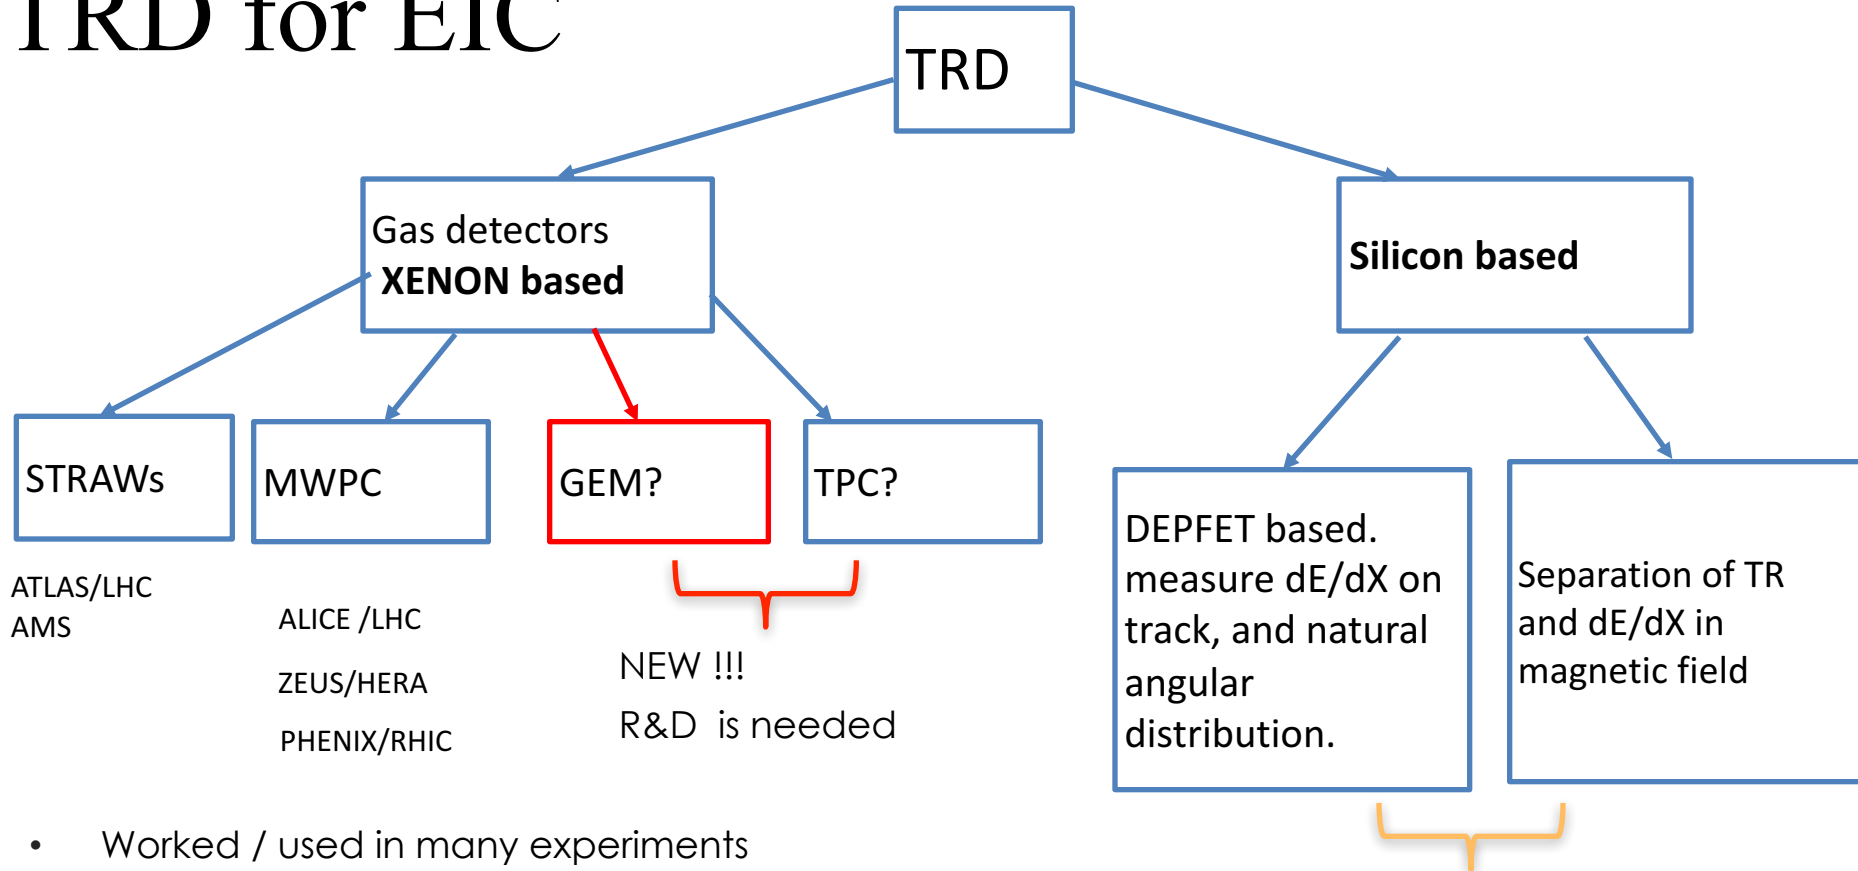 TRD for EIC
TRD
Gas detectors
XENON based
Silicon based
STRAWs
MWPC
GEM?
TPC?
DEPFET based.
measure dE/dX on
track, and natural
angular
distribution.
Separation of TR
and dE/dX in
magnetic field
ATLAS/LHC
AMS
ALICE /LHC
ZEUS/HERA
PHENIX/RHIC
NEW !!!
R&D is needed
• Worked / used in many experiments